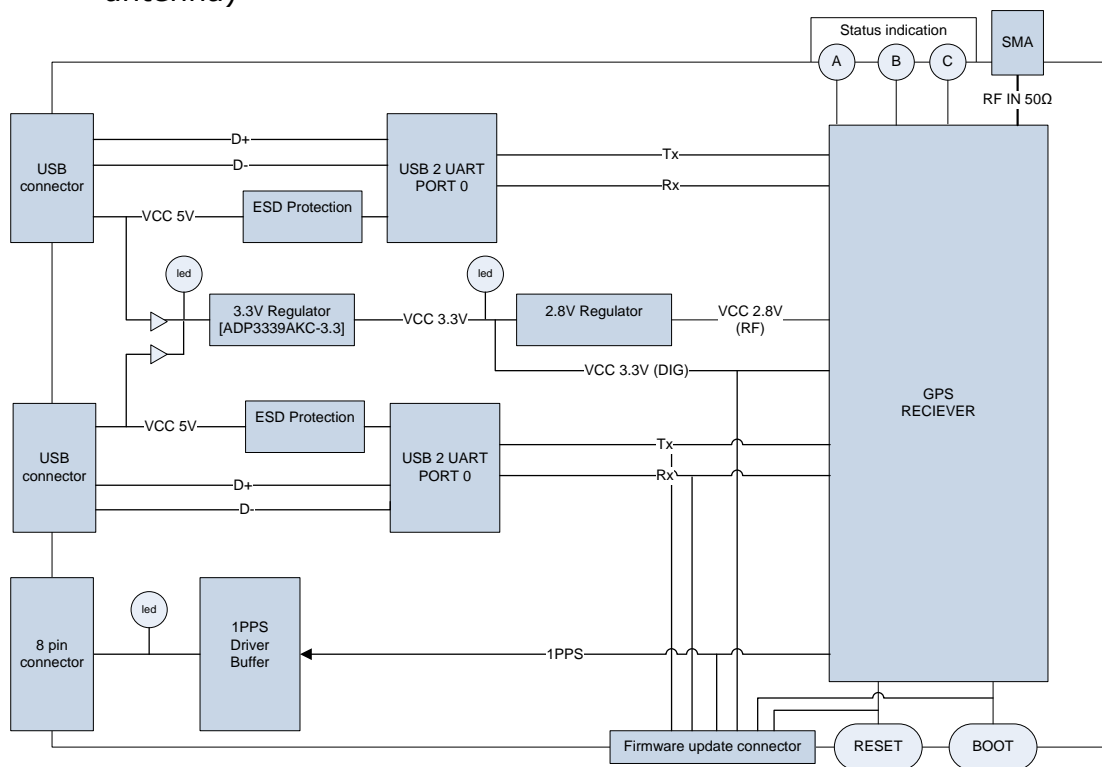 antenna)
Status indication
SMA
A
B
C
RF IN 50Ω
USB
connector
D+
D-
USB 2 UART
PORT 0
Tx
Rx
VCC 5V
ESD Protection
led
led
3.3V Regulator
[ADP3339AKC-3.3]
VCC 3.3V
2.8V Regulator
VCC 2.8V
(RF)
VCC 3.3V (DIG)
GPS
RECIEVER
USB
connector
VCC 5V
ESD Protection
USB 2 UART
PORT 0
Tx
Rx
D+
D-
8 pin
connector
led
1PPS
Driver
Buffer
1PPS
Firmware update connector
RESET
BOOT